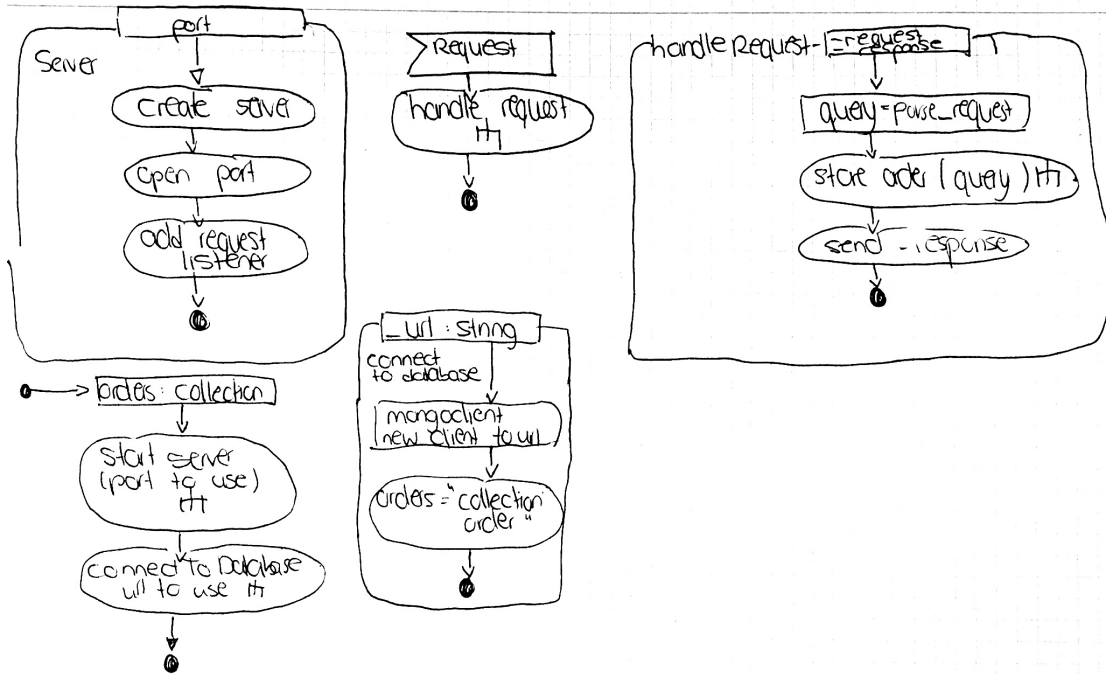 port
Server
create server
open port
add request
listener
Request
handle request
handleRequest-
-request
response
query=parse_request
store order (query)
send -response
orders: collection
start server
(port to use)
connect to Database
url to use
_url: string
connect
to database
mongoclient
new client to url
orders="collection
order"